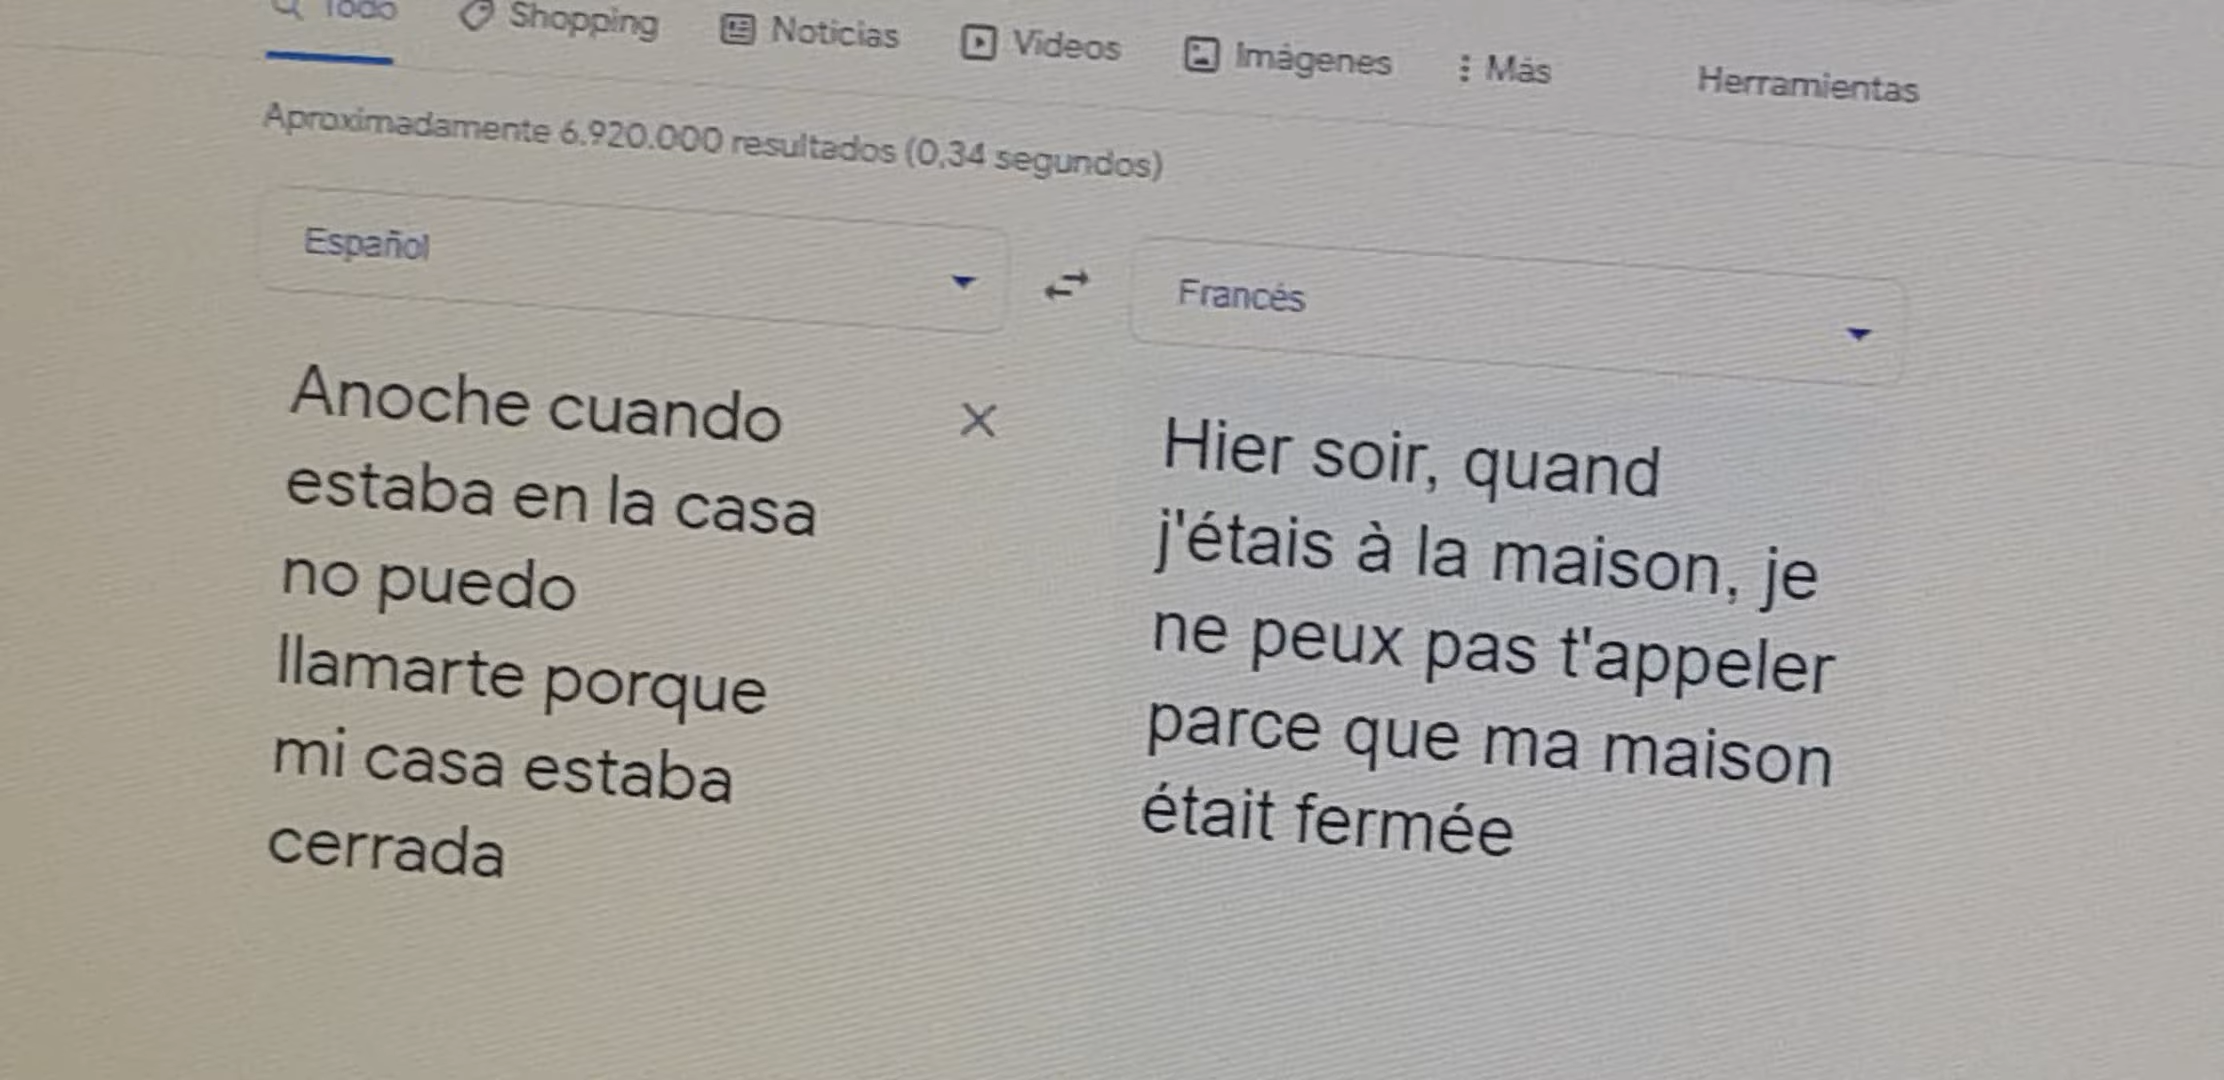 Todo Shopping Noticias Videos Imágenes Más Herramientas
Aproximadamente 6.920.000 resultados (0,34 segundos)
Español
Francés
Anoche cuando
estaba en la casa
no puedo
llamarte porque
mi casa estaba
cerrada
Hier soir, quand
j'étais à la maison, je
ne peux pas t'appeler
parce que ma maison
était fermée